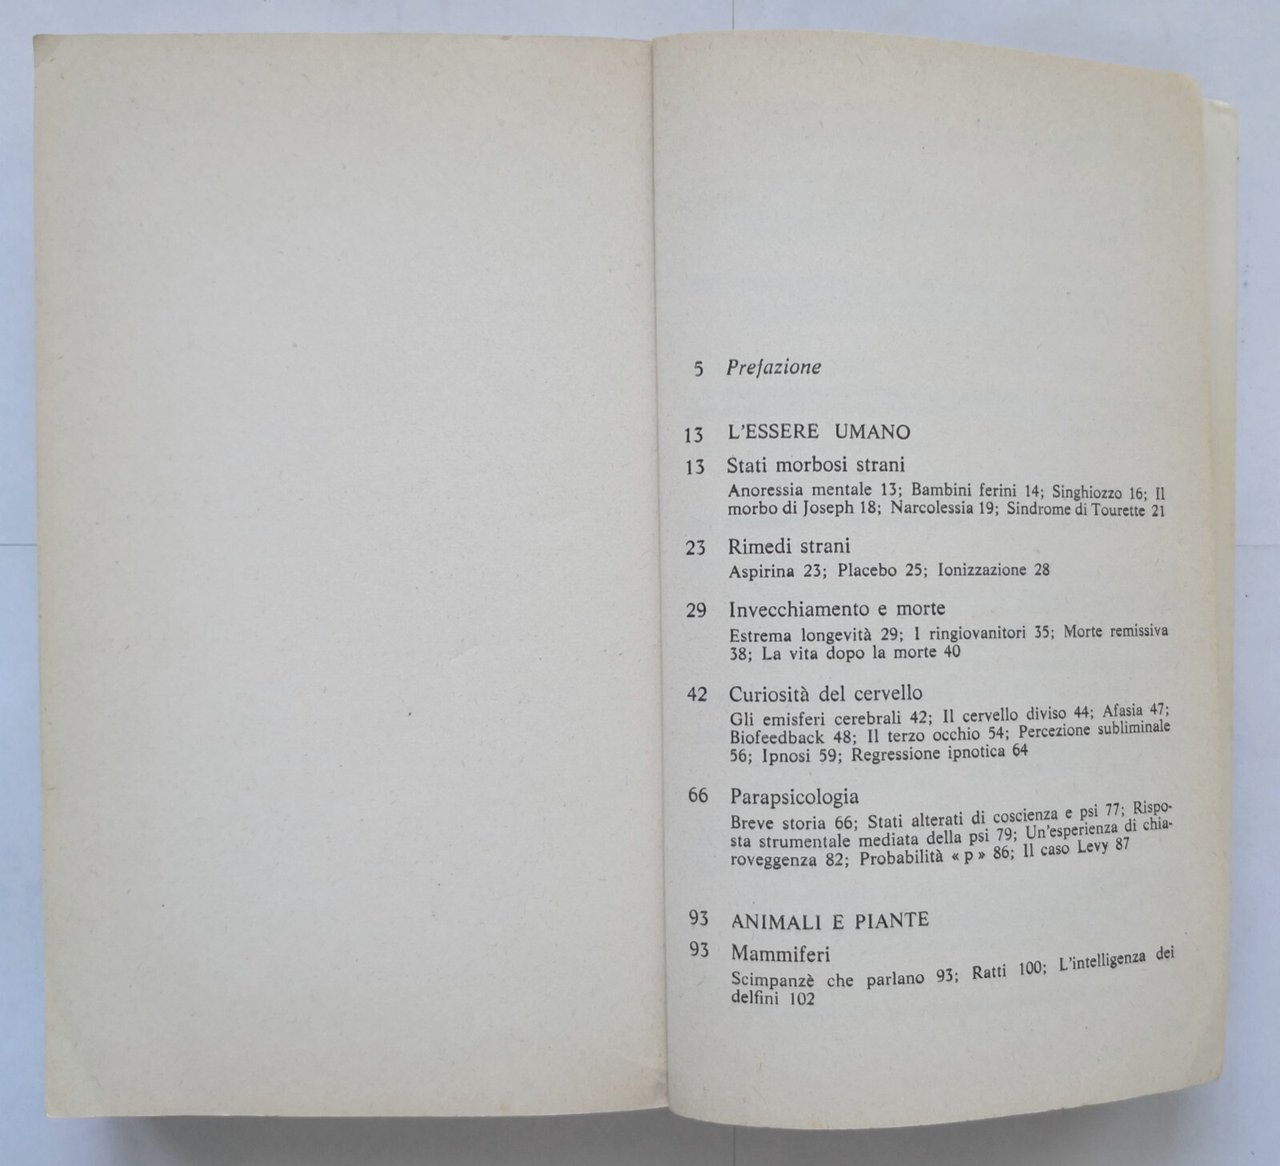 5 Prefazione
13 L'ESSERE UMANO
13 Stati morbosi strani
Anoressia mentale 13; Bambini ferini 14; Singhiozzo 16; Il
morbo di Joseph 18; Narcolessia 19; Sindrome di Tourette 21
23 Rimedi strani
Aspirina 23; Placebo 25; Ionizzazione 28
29 Invecchiamento e morte
Estrema longevità 29; I ringiovanitori 35; Morte remissiva
38; La vita dopo la morte 40
42 Curiosità del cervello
Gli emisferi cerebrali 42; Il cervello diviso 44; Afasia 47;
Biofeedback 48; Il terzo occhio 54; Percezione subliminale
56; Ipnosi 59; Regressione ipnotica 64
66 Parapsicologia
Breve storia 66; Stati alterati di coscienza e psi 77; Rispo-
sta strumentale mediata della psi 79; Un'esperienza di chia-
roveggenza 82; Probabilità « p » 86; Il caso Levy 87
93 ANIMALI E PIANTE
93 Mammiferi
Scimpanzè che parlano 93; Ratti 100; L'intelligenza dei
delfini 102